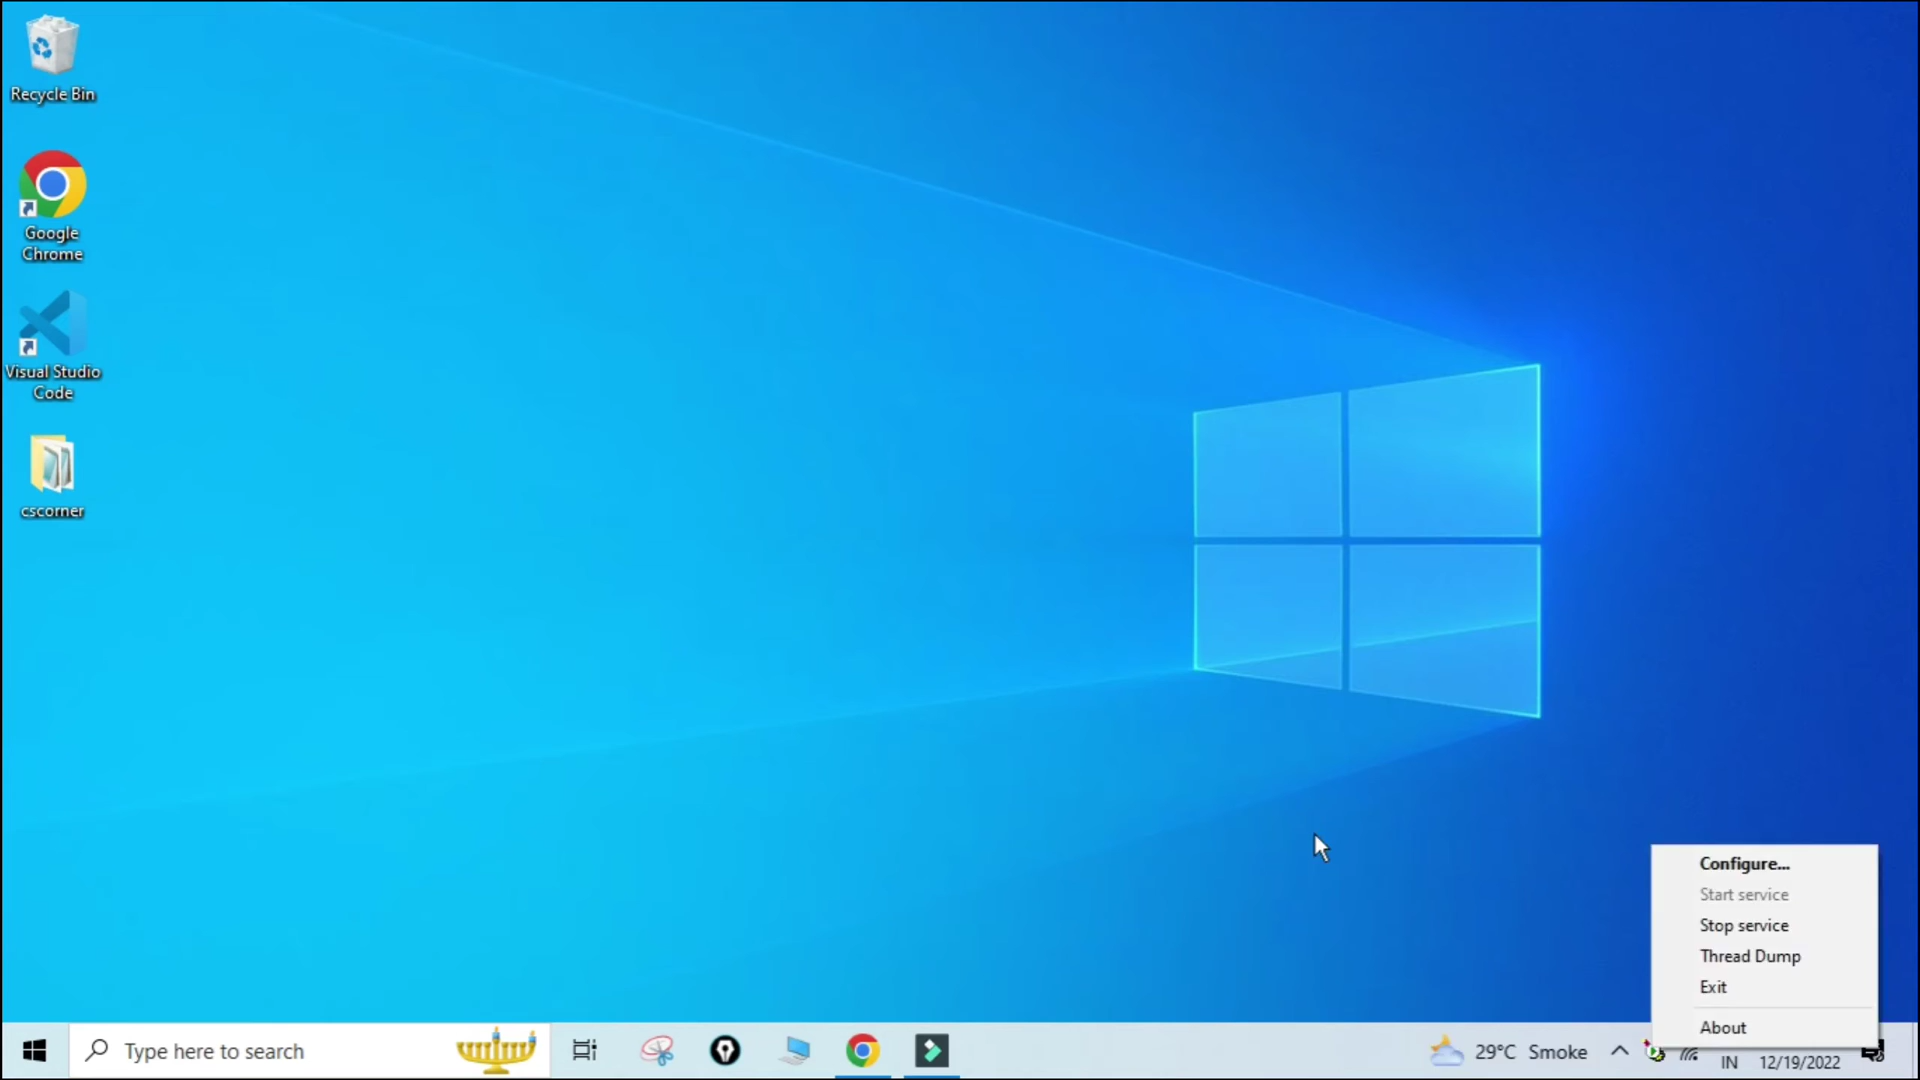 Recycle Bin
Google
Chrome
Visual Studio
Code
cscorner
Configure...
Start service
Stop service
Thread Dump
Exit
About
Type here to search
29°C Smoke
IN
12/19/2022